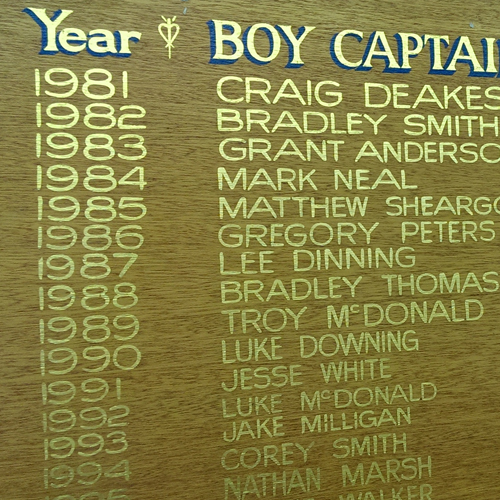 Year BOY CAPTAI
1981 CRAIG DEAKES
1982 BRADLEY SMITH
1983 GRANT ANDERSO
1984 MARK NEAL
1985 MATTHEW SHEARGO
1986 GREGORY PETERS
1987 LEE DINNING
1988 BRADLEY THOMAS
1989 TROY McDONALD
1990 LUKE DOWNING
1991 JESSE WHITE
1992 LUKE McDONALD
1993 JAKE MILLIGAN
1994 COREY SMITH
NATHAN MARSH
WALKER